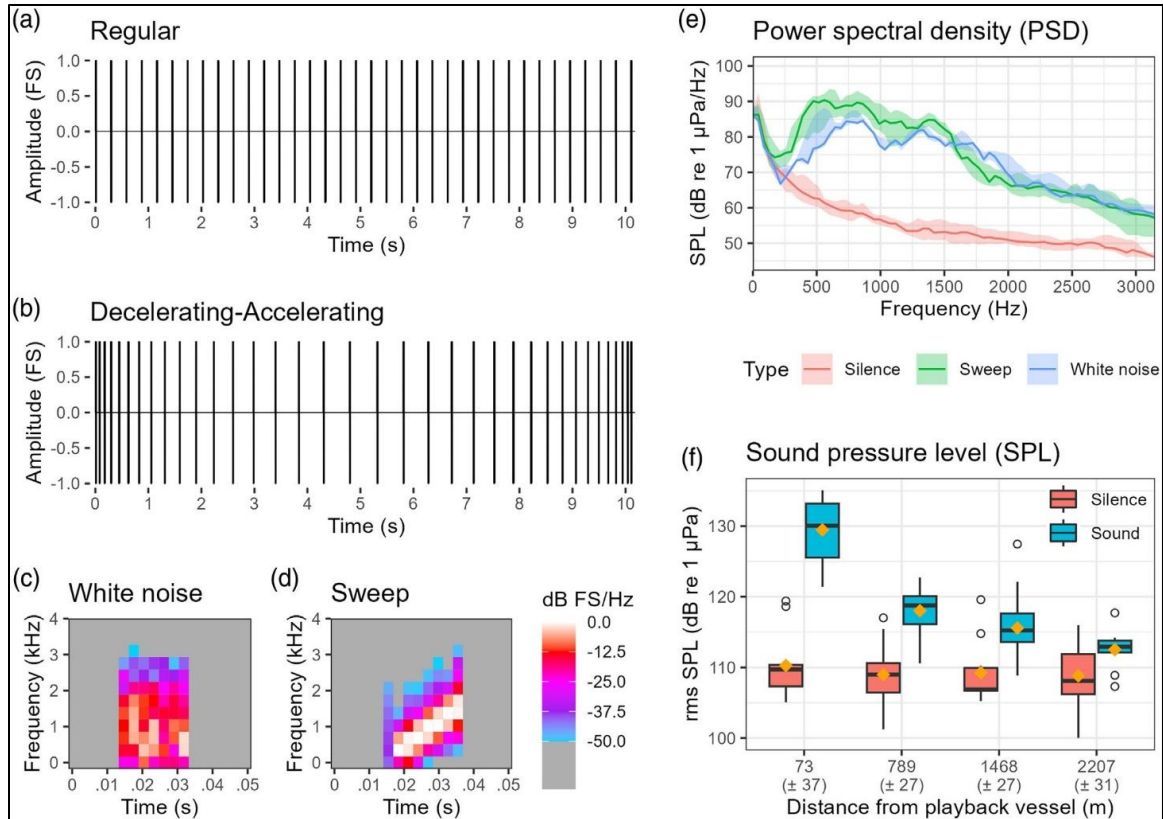 (a)
Regular
Amplitude (FS)
1.0
0.5
0.0
-0.5
-1.0
0 1 2 3 4 5 6 7 8 9 10
Time (s)
(b)
Decelerating-Accelerating
Amplitude (FS)
1.0
0.5
0.0
-0.5
-1.0
0 1 2 3 4 5 6 7 8 9 10
Time (s)
(c)
White noise
Frequency (kHz)
4
3
2
1
0
0 .01 .02 .03 .04 .05
Time (s)
(d)
Sweep
Frequency (kHz)
4
3
2
1
0
0 .01 .02 .03 .04 .05
Time (s)
dB FS/Hz
0.0
-12.5
-25.0
-37.5
-50.0
(e)
Power spectral density (PSD)
SPL (dB re 1 μPa/Hz)
100
90
80
70
60
50
0 500 1000 1500 2000 2500 3000
Frequency (Hz)
Type Silence Sweep White noise
(f)
Sound pressure level (SPL)
Silence
Sound
rms SPL (dB re 1 μPa)
130
120
110
100
73 789 1468 2207
(± 37) (± 27) (± 27) (± 31)
Distance from playback vessel (m)